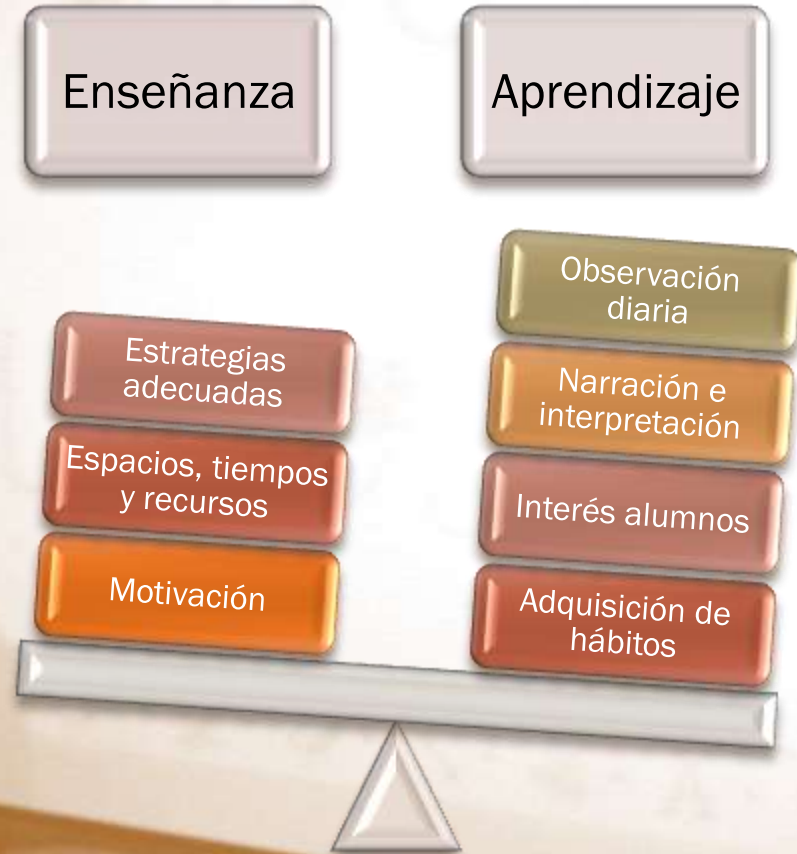 Enseñanza
Aprendizaje
Estrategias
adecuadas
Espacios, tiempos
y recursos
Motivación
Observación
diaria
Narración e
interpretación
Interés alumnos
Adquisición de
hábitos